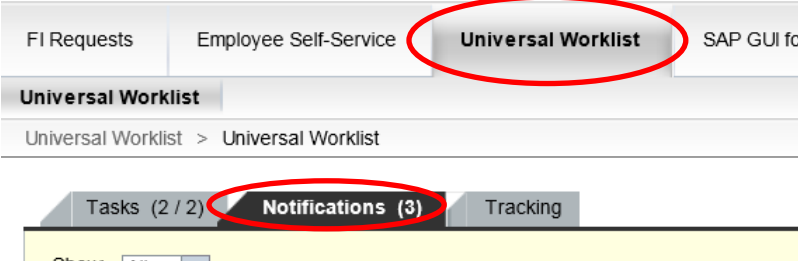 FI Requests Employee Self-Service Universal Worklist SAP GUI fo
Universal Worklist
Universal Worklist > Universal Worklist
Tasks (2 / 2) Notifications (3) Tracking